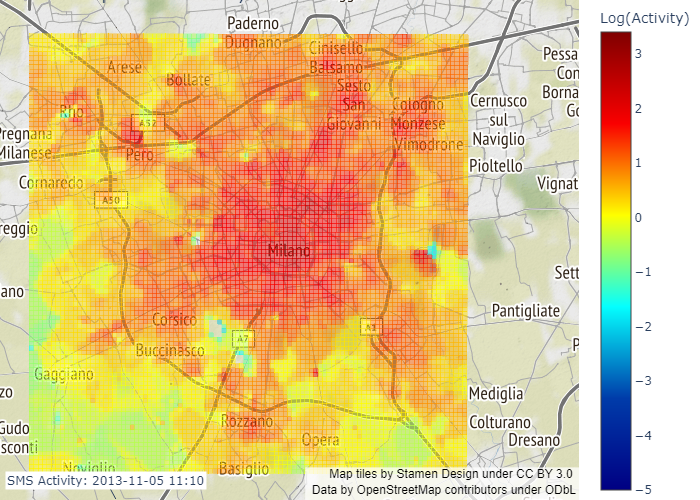 Paderno
Dugnano
Cinisello
Balsamo
Arese
Bollate
Sesto
San
Giovanni
Cologno
Monzese
Vimodrone
Cernusco
sul
Naviglio
Pioltello
Rho
A52
Pero
Pregnana
Milanese
Cornaredo
A50
reggio
Vignat
Pessa
Con
Borna
Go
Milano
Sett
ano
Pantigliate
Corsico
A7
A1
Buccinasco
Gaggiano
zo
Gudo
sconti
Rozzano
Opera
Mediglia
Colturano
Dresano
Noviglio
Basiglio
P
SMS Activity: 2013-11-05 11:10
Map tiles by Stamen Design under CC BY 3.0
Data by OpenStreetMap contributors under ODbL
Log(Activity)
3
2
1
0
−1
−2
−3
−4
−5